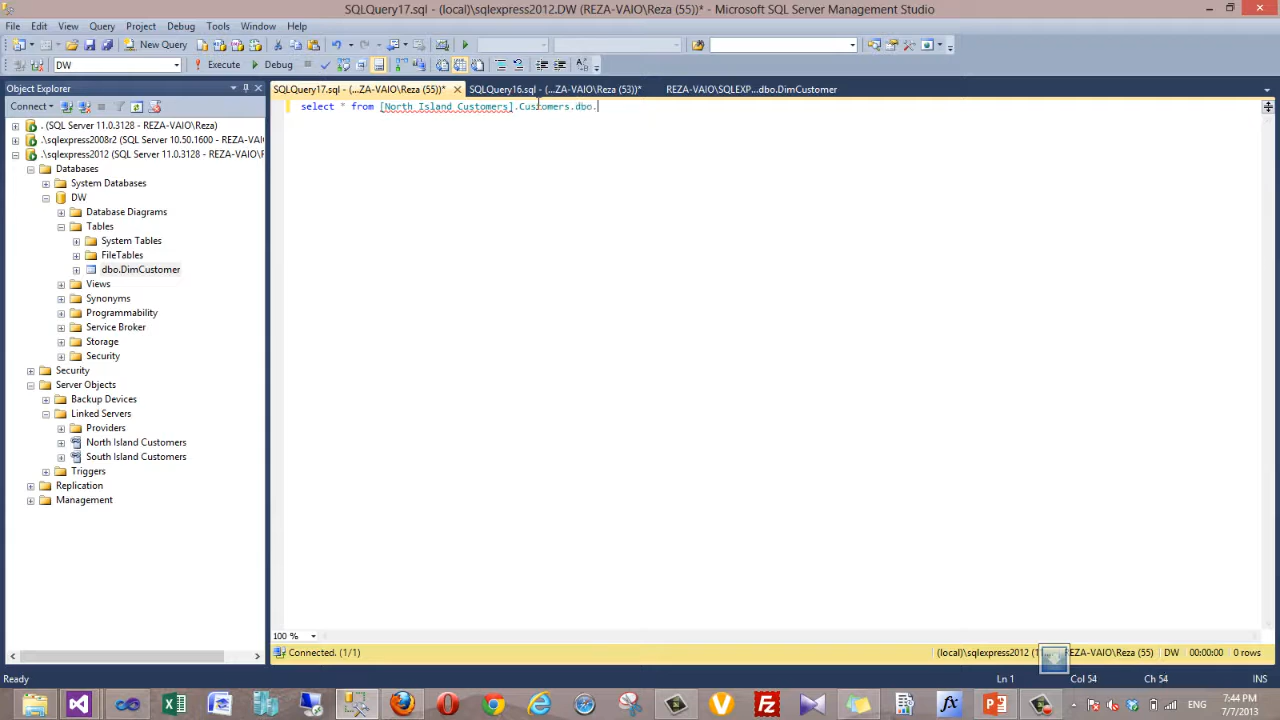 SQLQuery17.sql - (local)\sqlexpress2012.DW (REZA-VAIO\Reza (55))* - Microsoft SQL Server Management Studio
File Edit View Query Project Debug Tools Window Help
New Query
DW Execute Debug
Object Explorer
SQLQuery17.sql - (...ZA-VAIO\Reza (55))* SQLQuery16.sql - (...ZA-VAIO\Reza (53))* REZA-VAIO\SQLEXP...dbo.DimCustomer
Connect
select * from [North Island Customers].Customers.dbo.
. (SQL Server 11.0.3128 - REZA-VAIO\Reza)
.\sqlexpress2008r2 (SQL Server 10.50.1600 - REZA-VAIO
.\sqlexpress2012 (SQL Server 11.0.3128 - REZA-VAIO\
Databases
System Databases
DW
Database Diagrams
Tables
System Tables
FileTables
dbo.DimCustomer
Views
Synonyms
Programmability
Service Broker
Storage
Security
Security
Server Objects
Backup Devices
Linked Servers
Providers
North Island Customers
South Island Customers
Triggers
Replication
Management
100 %
Connected. (1/1) (local)\sqlexpress2012 EZA-VAIO\Reza (55) DW 00:00:00 0 rows
Ready Ln 1 Col 54 Ch 54 INS
ENG 7:44 PM
7/7/2013